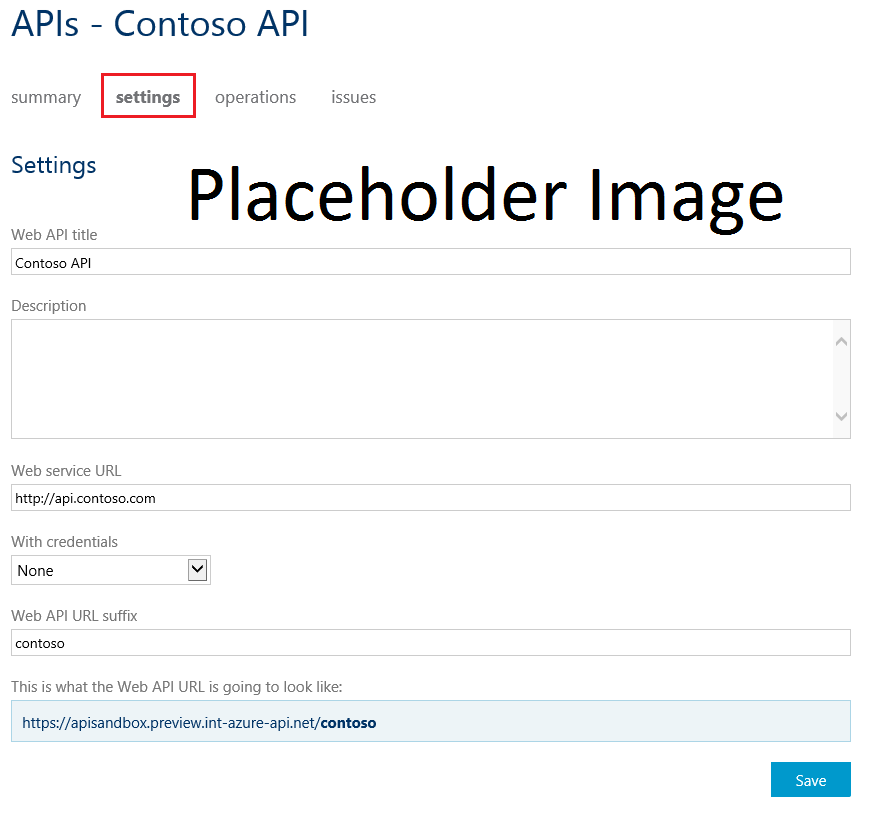 APIs - Contoso API
summary settings operations issues
Settings
Placeholder Image
Web API title
Contoso API
Description
Web service URL
http://api.contoso.com
With credentials
None
Web API URL suffix
contoso
This is what the Web API URL is going to look like:
https://apisandbox.preview.int-azure-api.net/contoso
Save